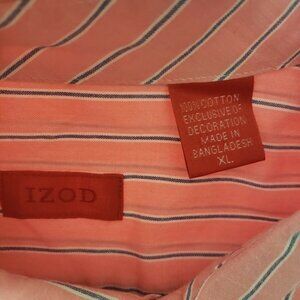 100% COTTON
EXCLUSIVE OF
DECORATION
MADE IN
BANGLADESH
XL
IZOD